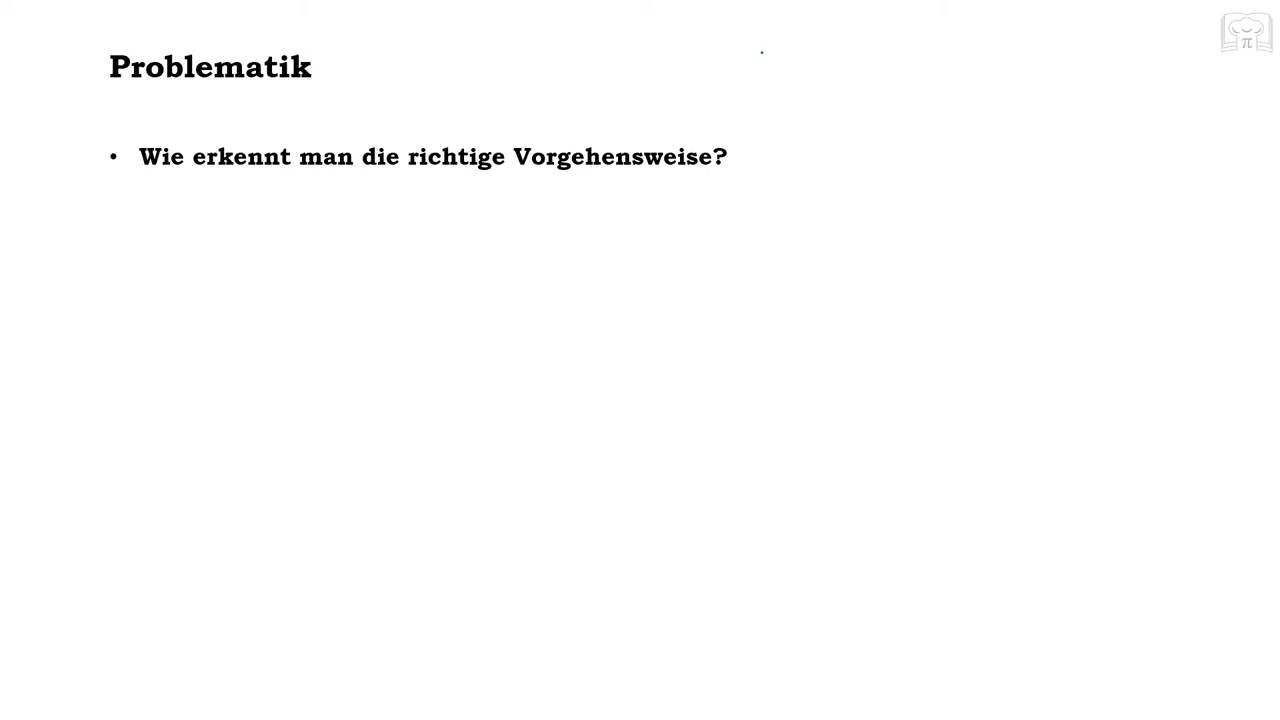 Problematik
• Wie erkennt man die richtige Vorgehensweise?
π